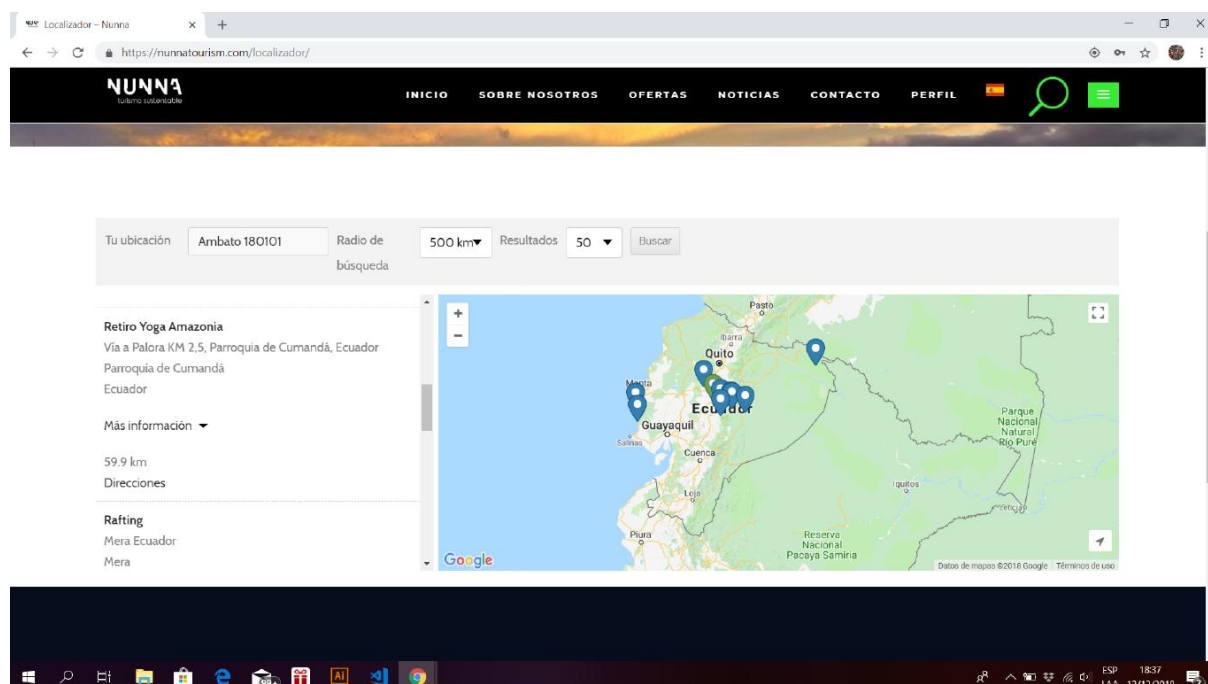 Localizador – Nunna
https://nunnatourism.com/localizador/
NUNNA
turismo sustentable
INICIO SOBRE NOSOTROS OFERTAS NOTICIAS CONTACTO PERFIL
Tu ubicación Ambato 180101 Radio de búsqueda 500 km Resultados 50 Buscar
Retiro Yoga Amazonia
Vía a Palora KM 2,5, Parroquia de Cumandá, Ecuador
Parroquia de Cumandá
Ecuador
Más información
59.9 km
Direcciones
Rafting
Mera Ecuador
Mera
Pasto
Ibarra
Quito
Manta
Ecuador
Guayaquil
Salinas
Cuenca
Loja
Piura
Iquitos
Parque
Nacional
Natural
Río Puré
Reserva
Nacional
Pacaya Samiria
Google
Datos de mapas ©2018 Google Términos de uso
Ai
ESP 18:37